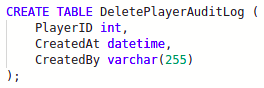 CREATE TABLE DeletePlayerAuditLog (
    PlayerID int,
    CreatedAt datetime,
    CreatedBy varchar(255)
);